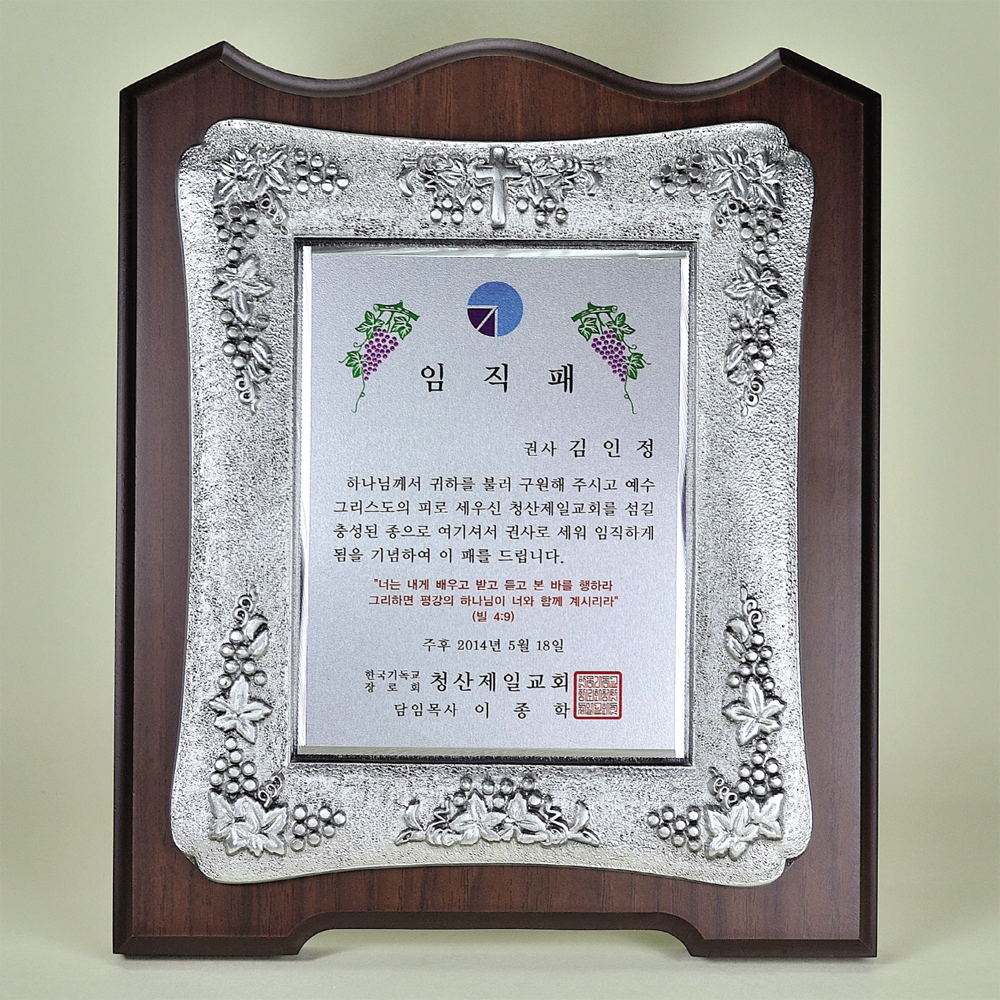 임 직 패
권사 김 인 정
하나님께서 귀하를 불러 구원해 주시고 예수
그리스도의 피로 세우신 청산제일교회를 섬길
충성된 종으로 여기셔서 권사로 세워 임직하게
됨을 기념하여 이 패를 드립니다.
"너는 내게 배우고 받고 듣고 본 바를 행하라
그리하면 평강의 하나님이 너와 함께 계시리라"
(빌 4:9)
주후 2014년 5월 18일
한국기독교
장로회 청산제일교회
담임목사 이 종 학